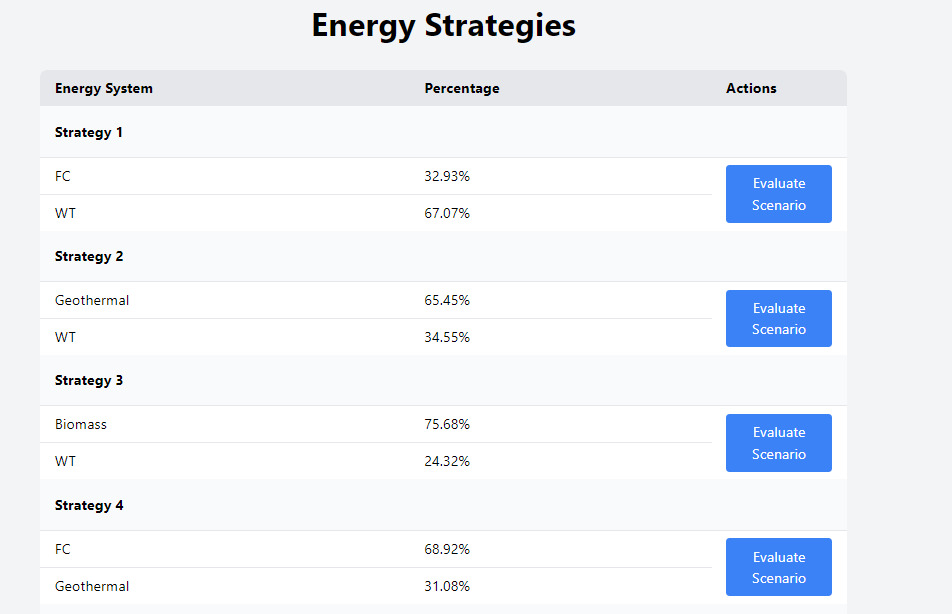 Energy Strategies
Energy System Percentage Actions
Strategy 1
FC 32.93%
Evaluate
Scenario
WT 67.07%
Strategy 2
Geothermal 65.45%
Evaluate
Scenario
WT 34.55%
Strategy 3
Biomass 75.68%
Evaluate
Scenario
WT 24.32%
Strategy 4
FC 68.92%
Evaluate
Scenario
Geothermal 31.08%